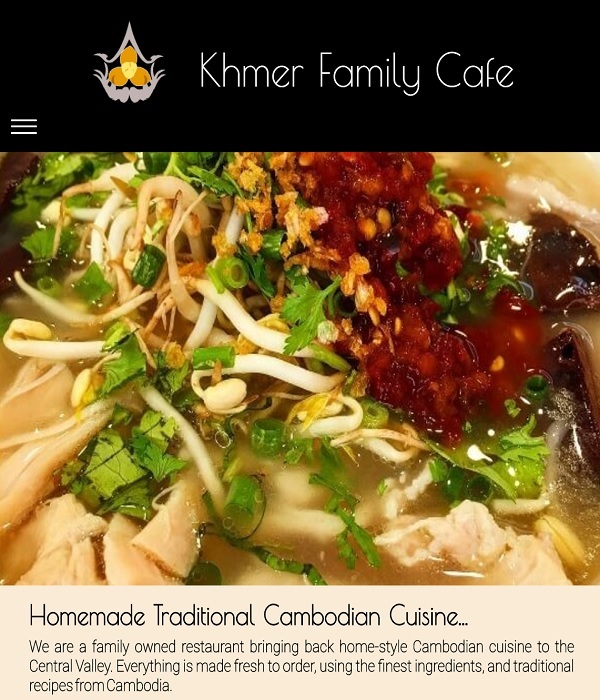 Khmer Family Cafe
Homemade Traditional Cambodian Cuisine...
We are a family owned restaurant bringing back home-style Cambodian cuisine to the
Central Valley. Everything is made fresh to order, using the finest ingredients, and traditional
recipes from Cambodia.